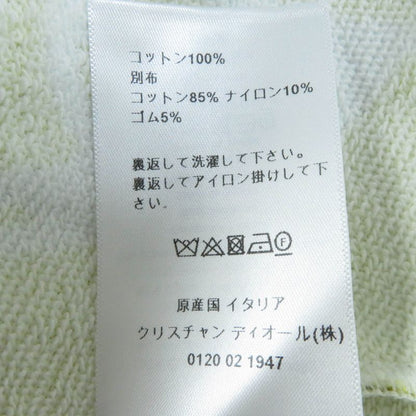 コットン100%
別布
コットン85% ナイロン10%
ゴム5%
裏返して洗濯して下さい。
裏返してアイロン掛けして下
さい。
F
原産国 イタリア
クリスチャン ディオール(株)
0120 02 1947